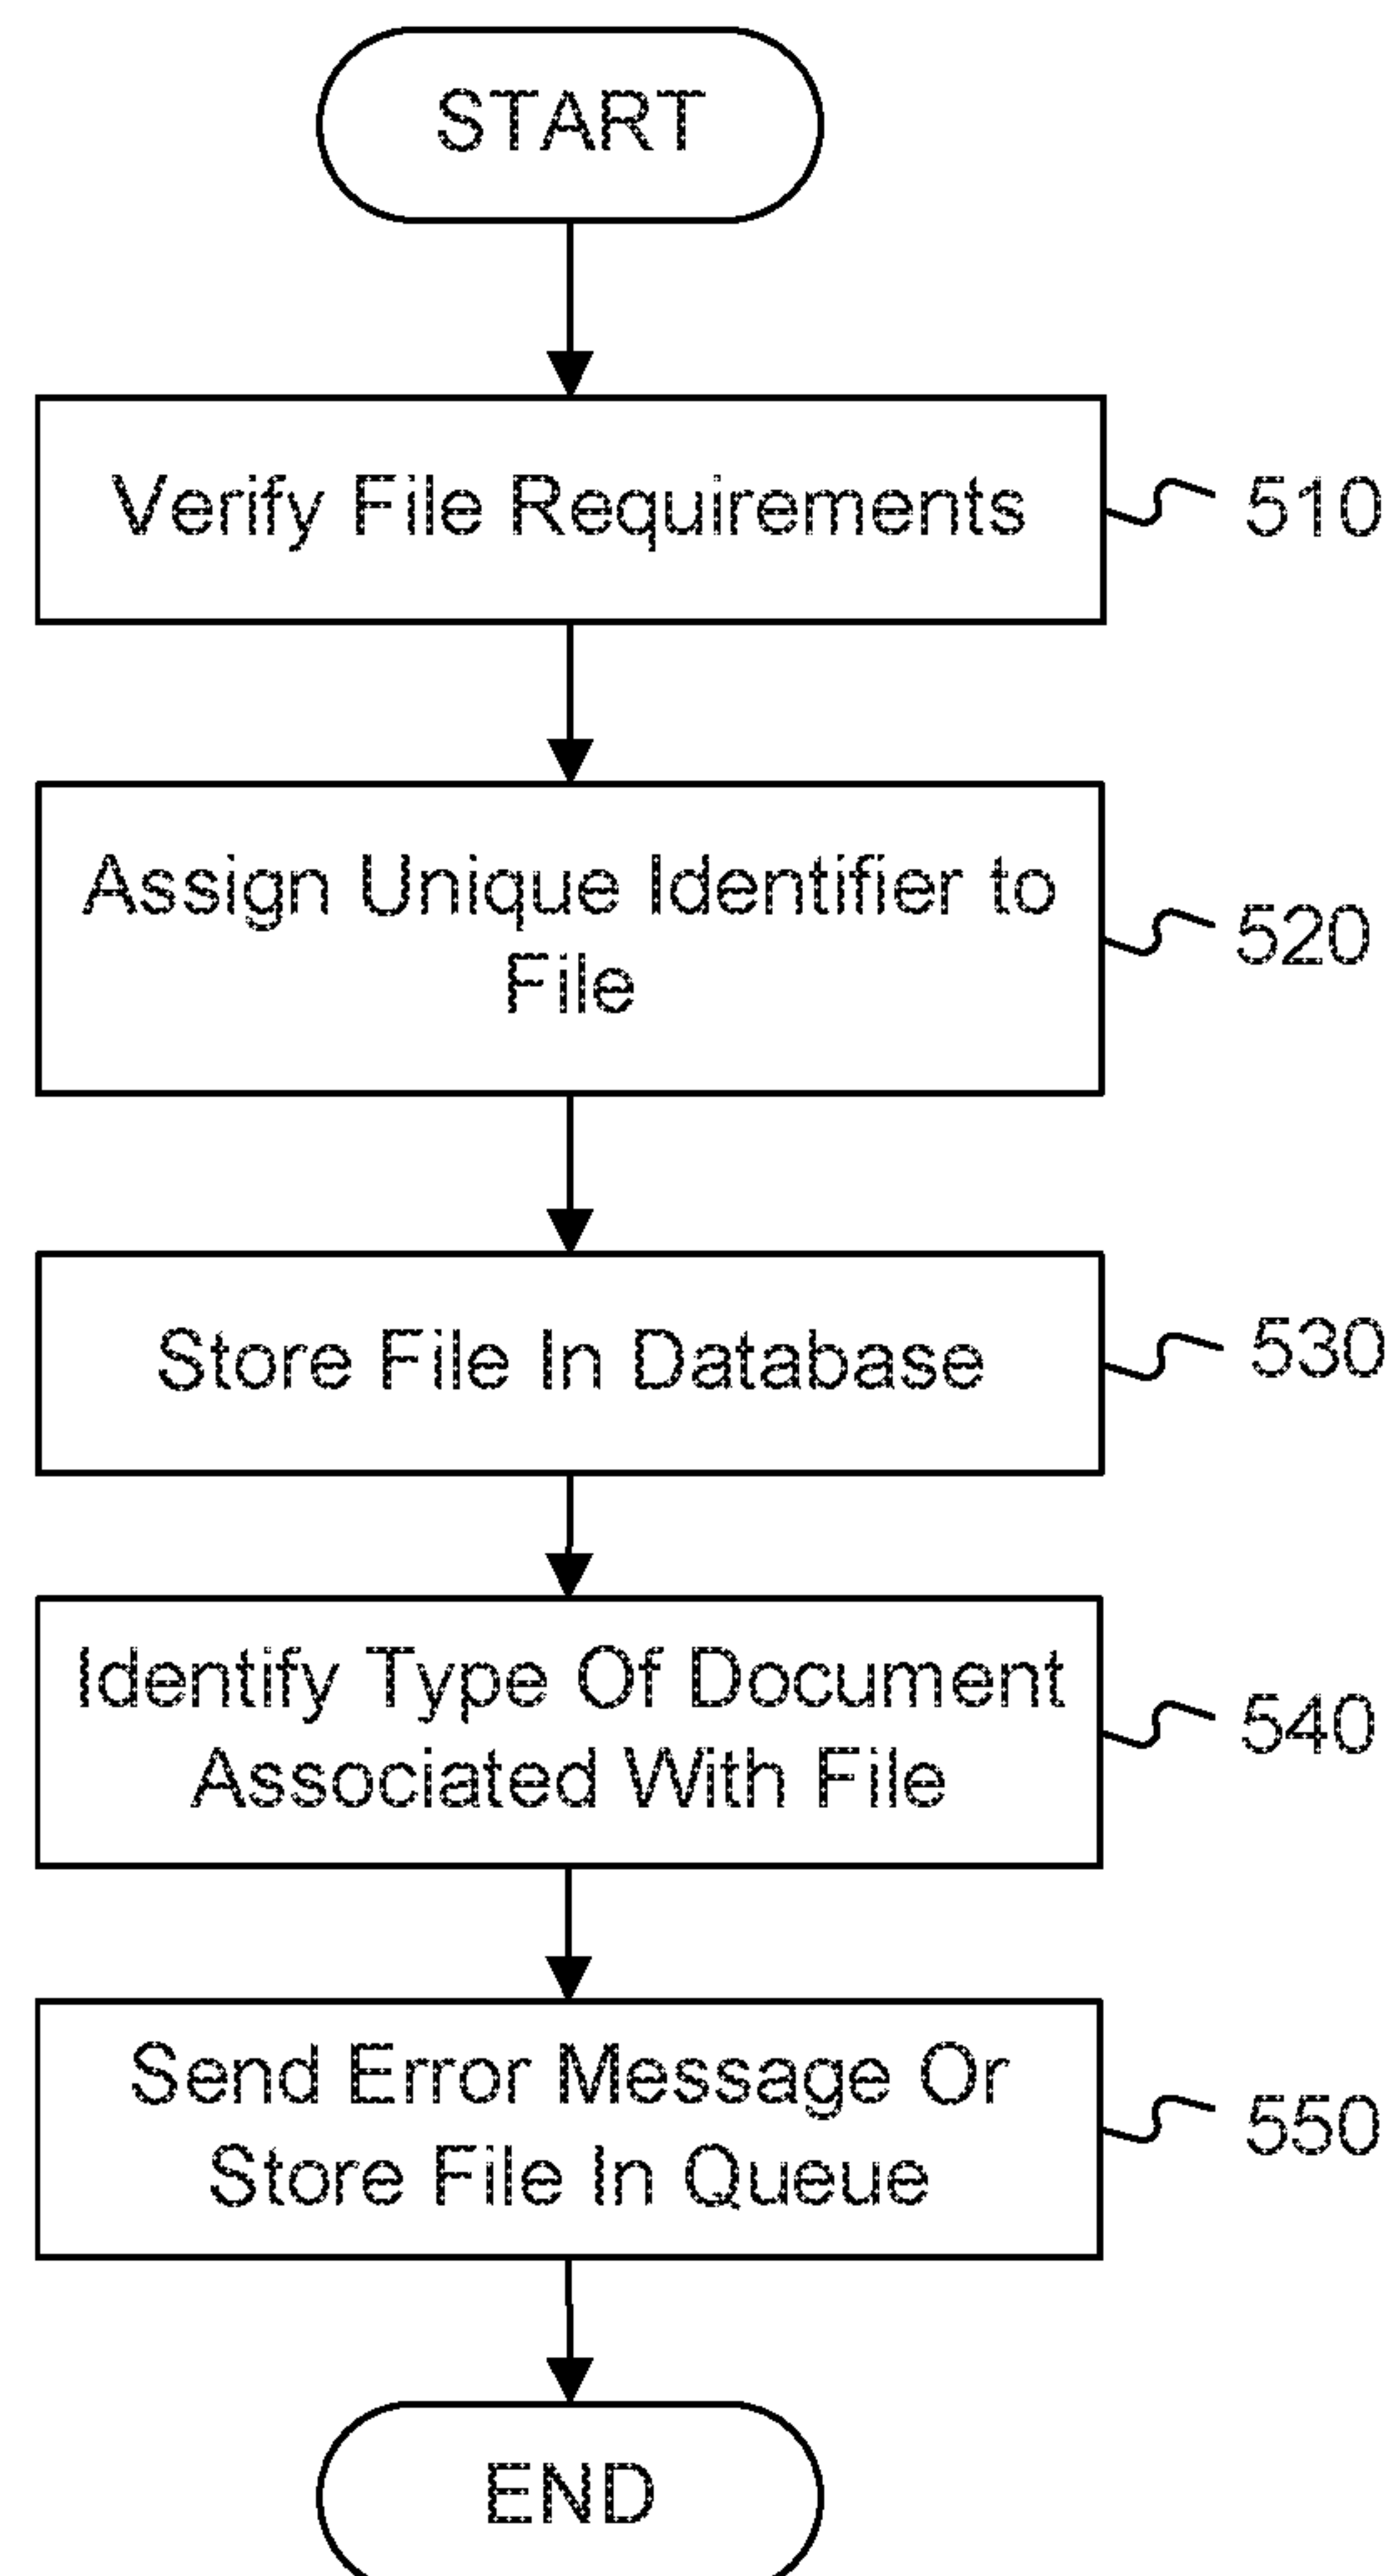 START
Verify File Requirements
510
Assign Unique Identifier to
File
520
Store File In Database
530
Identify Type Of Document
Associated With File
540
Send Error Message Or
Store File In Queue
550
END